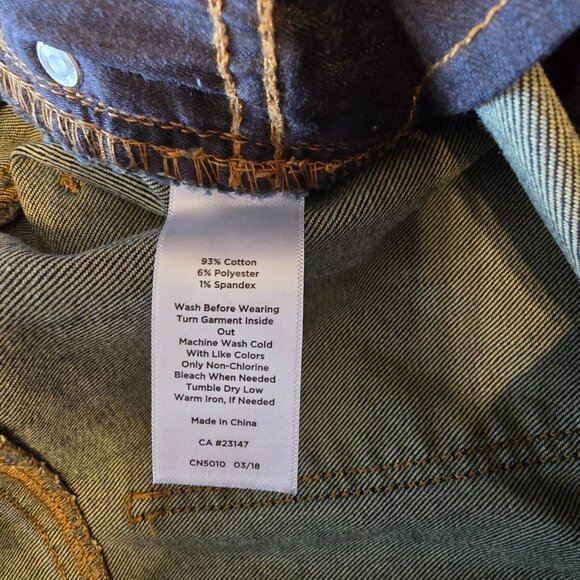 93% Cotton
6% Polyester
1% Spandex
Wash Before Wearing
Turn Garment Inside
Out
Machine Wash Cold
With Like Colors
Only Non-Chlorine
Bleach When Needed
Tumble Dry Low
Warm Iron, If Needed
Made in China
CA #23147
CN5010 03/18